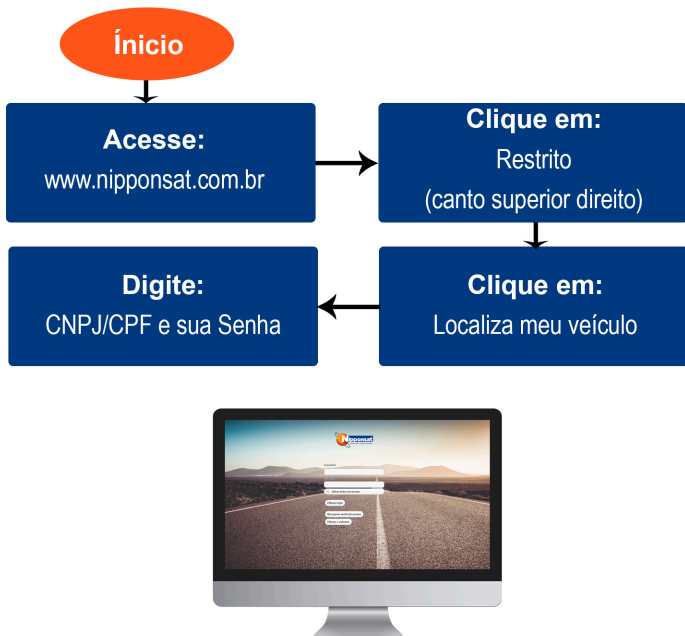 Ínicio
Acesse:
www.nipponsat.com.br
Clique em:
Restrito
(canto superior direito)
Clique em:
Localiza meu veículo
Digite:
CNPJ/CPF e sua Senha
Nipponsat